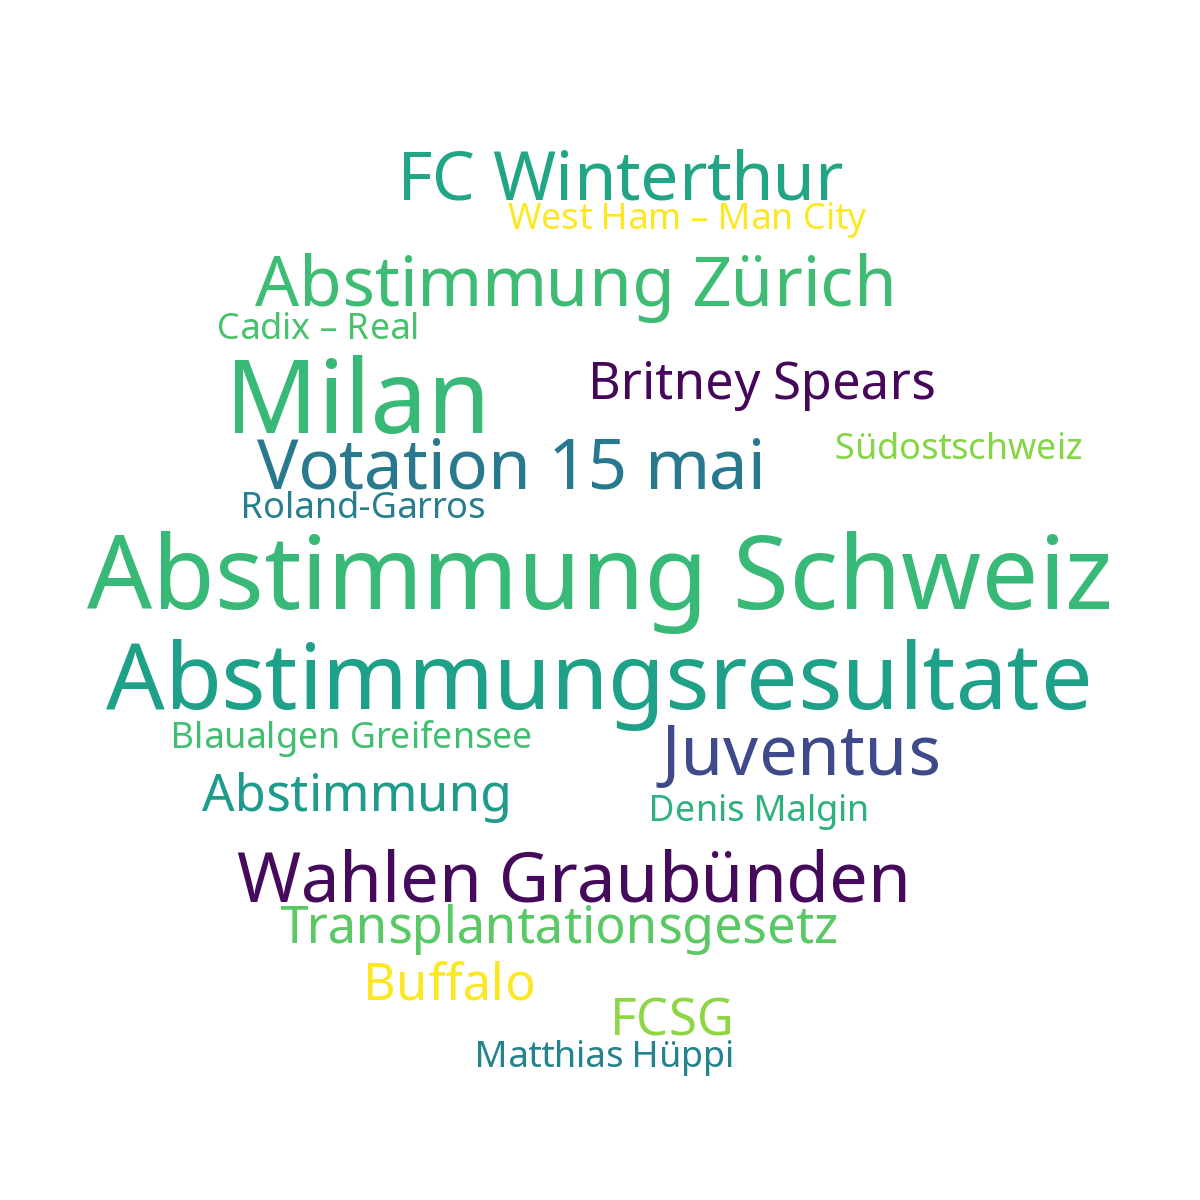 FC Winterthur
West Ham – Man City
Abstimmung Zürich
Cadix – Real
Milan
Britney Spears
Votation 15 mai
Südostschweiz
Roland-Garros
Abstimmung Schweiz
Abstimmungsresultate
Blaualgen Greifensee
Juventus
Abstimmung
Denis Malgin
Wahlen Graubünden
Transplantationsgesetz
Buffalo
FCSG
Matthias Hüppi